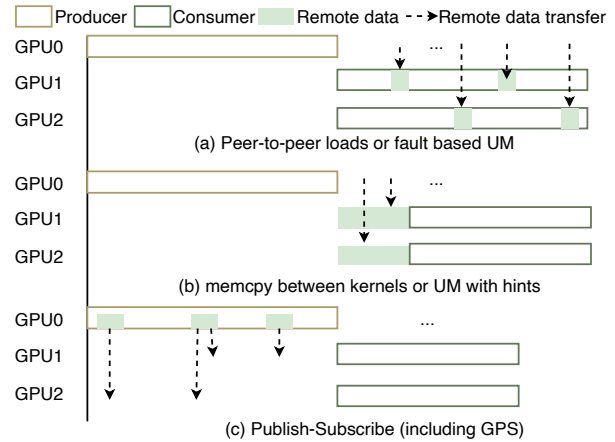 Producer Consumer Remote data Remote data transfer
GPU0
...
GPU1
GPU2
(a) Peer-to-peer loads or fault based UM
GPU0
...
GPU1
GPU2
(b) memcpy between kernels or UM with hints
GPU0
...
GPU1
GPU2
(c) Publish-Subscribe (including GPS)